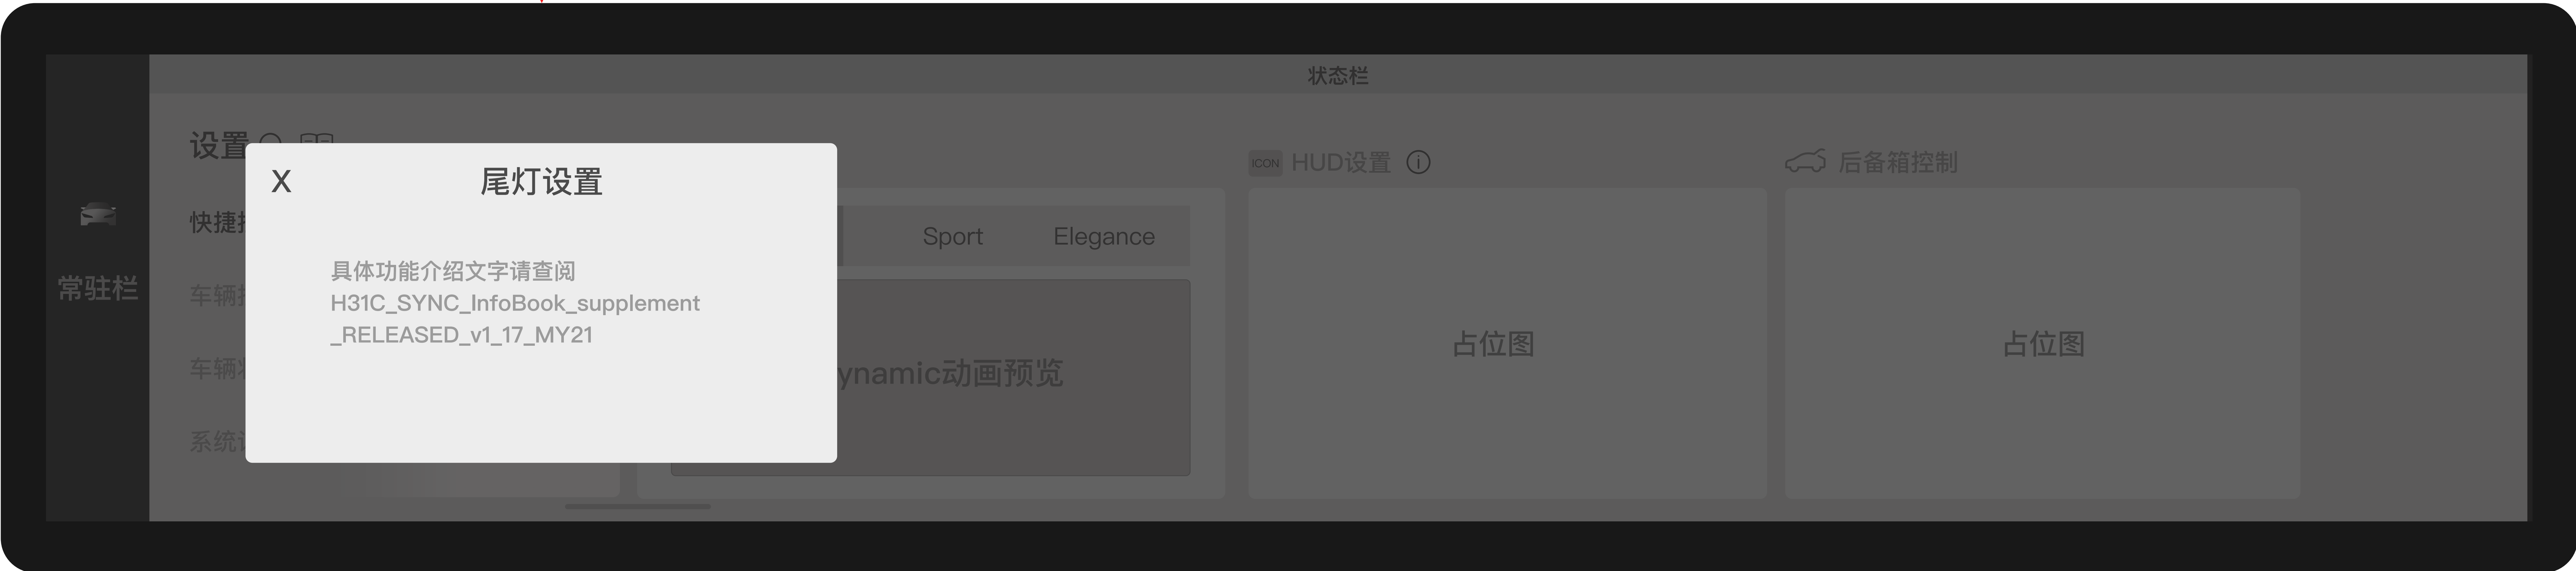 状态栏
设置
常驻栏
快捷
车辆
车辆
系统
X
尾灯设置
具体功能介绍文字请查阅
H31C_SYNC_InfoBook_supplement
_RELEASED_v1_17_MY21
Sport
Elegance
ynamic动画预览
ICON
HUD设置
占位图
后备箱控制
占位图